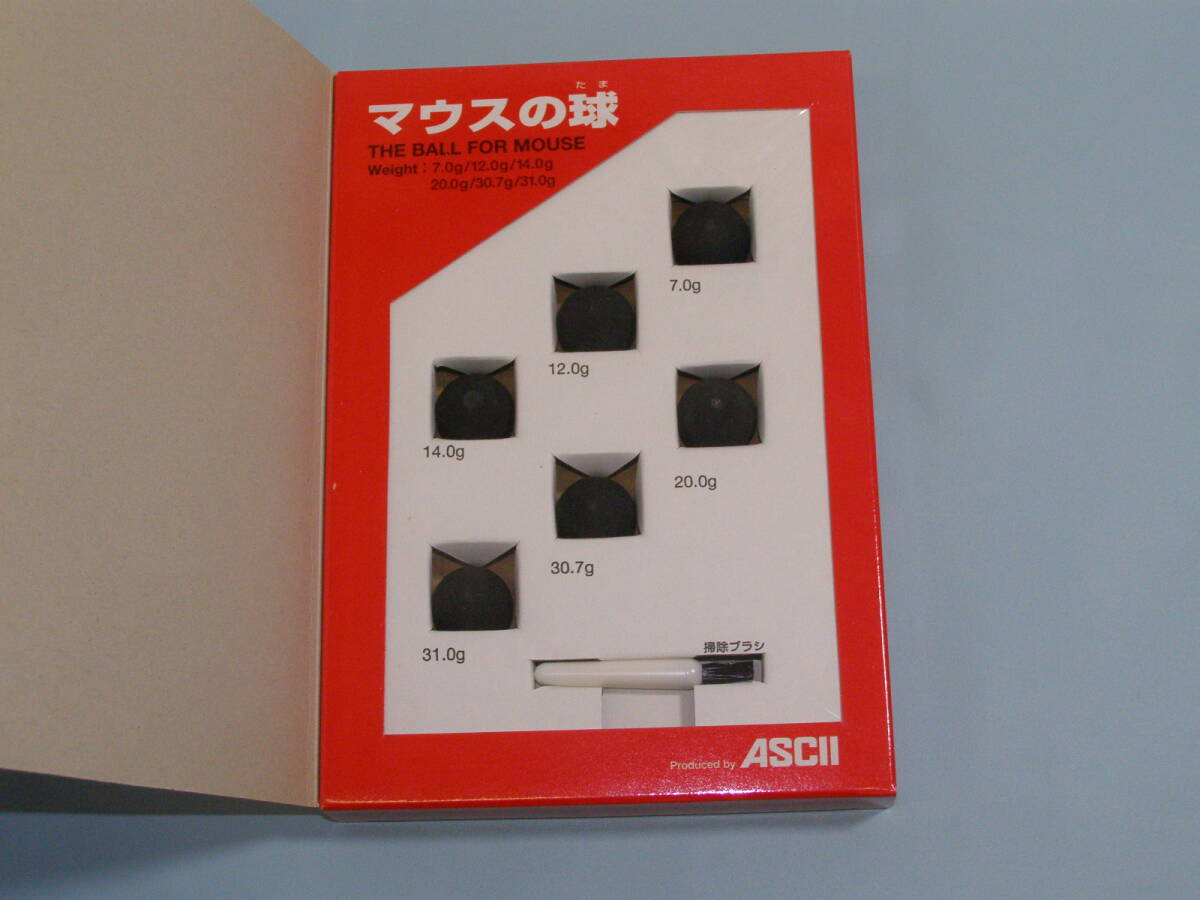 たま
マウスの球
THE BALL FOR MOUSE
Weight : 7.0g/12.0g/14.0g
20.0g/30.7g/31.0g
7.0g
12.0g
14.0g
20.0g
30.7g
31.0g
掃除ブラシ
Produced by ASCII